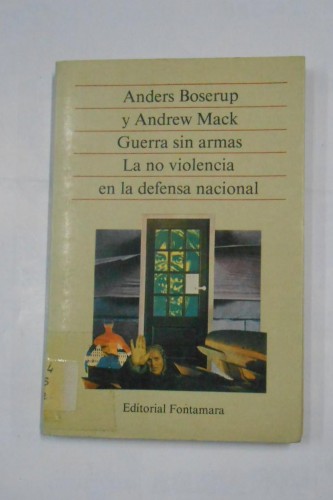 Anders Boserup
y Andrew Mack
Guerra sin armas
La no violencia
en la defensa nacional
Editorial Fontamara